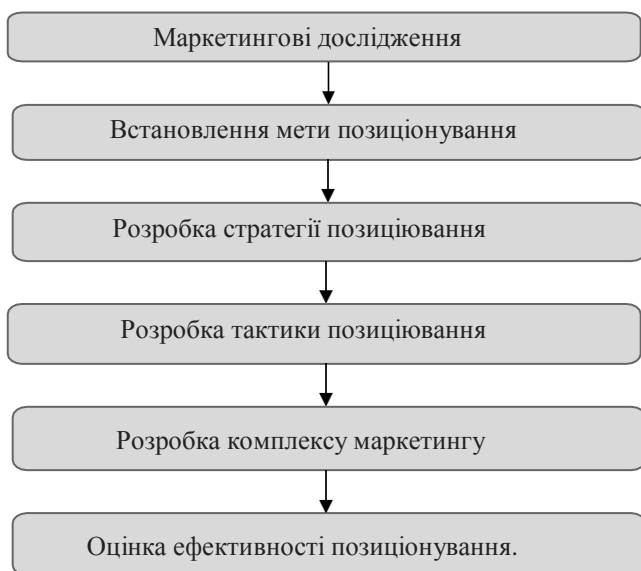 Маркетингові дослідження
Встановлення мети позиціонування
Розробка стратегії позиціювання
Розробка тактики позиціювання
Розробка комплексу маркетингу
Оцінка ефективності позиціонування.